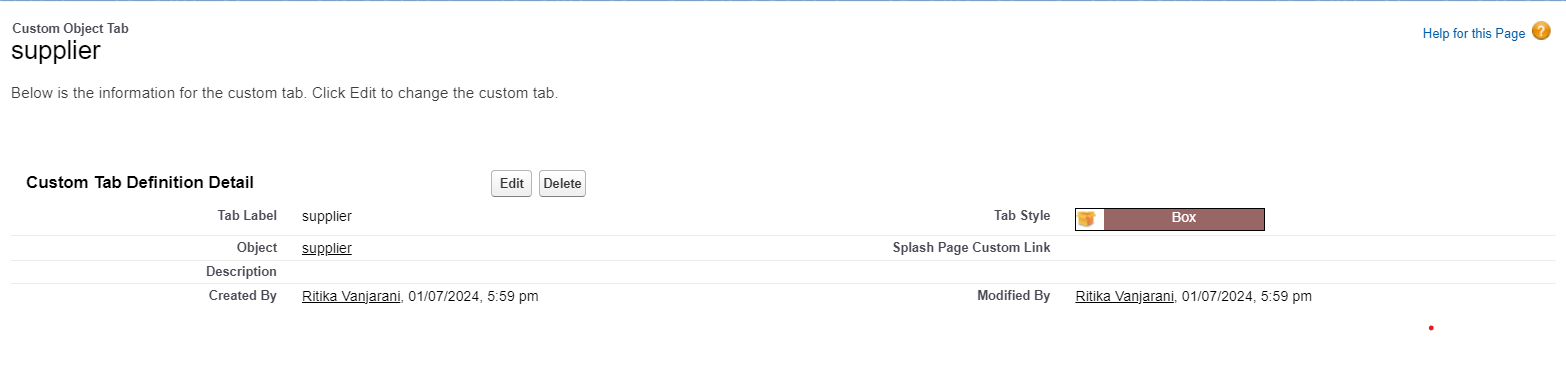 Custom Object Tab
supplier
Help for this Page
Below is the information for the custom tab. Click Edit to change the custom tab.
Custom Tab Definition Detail Edit Delete
Tab Label supplier Tab Style Box
Object supplier Splash Page Custom Link
Description
Created By Ritika Vanjarani, 01/07/2024, 5:59 pm Modified By Ritika Vanjarani, 01/07/2024, 5:59 pm